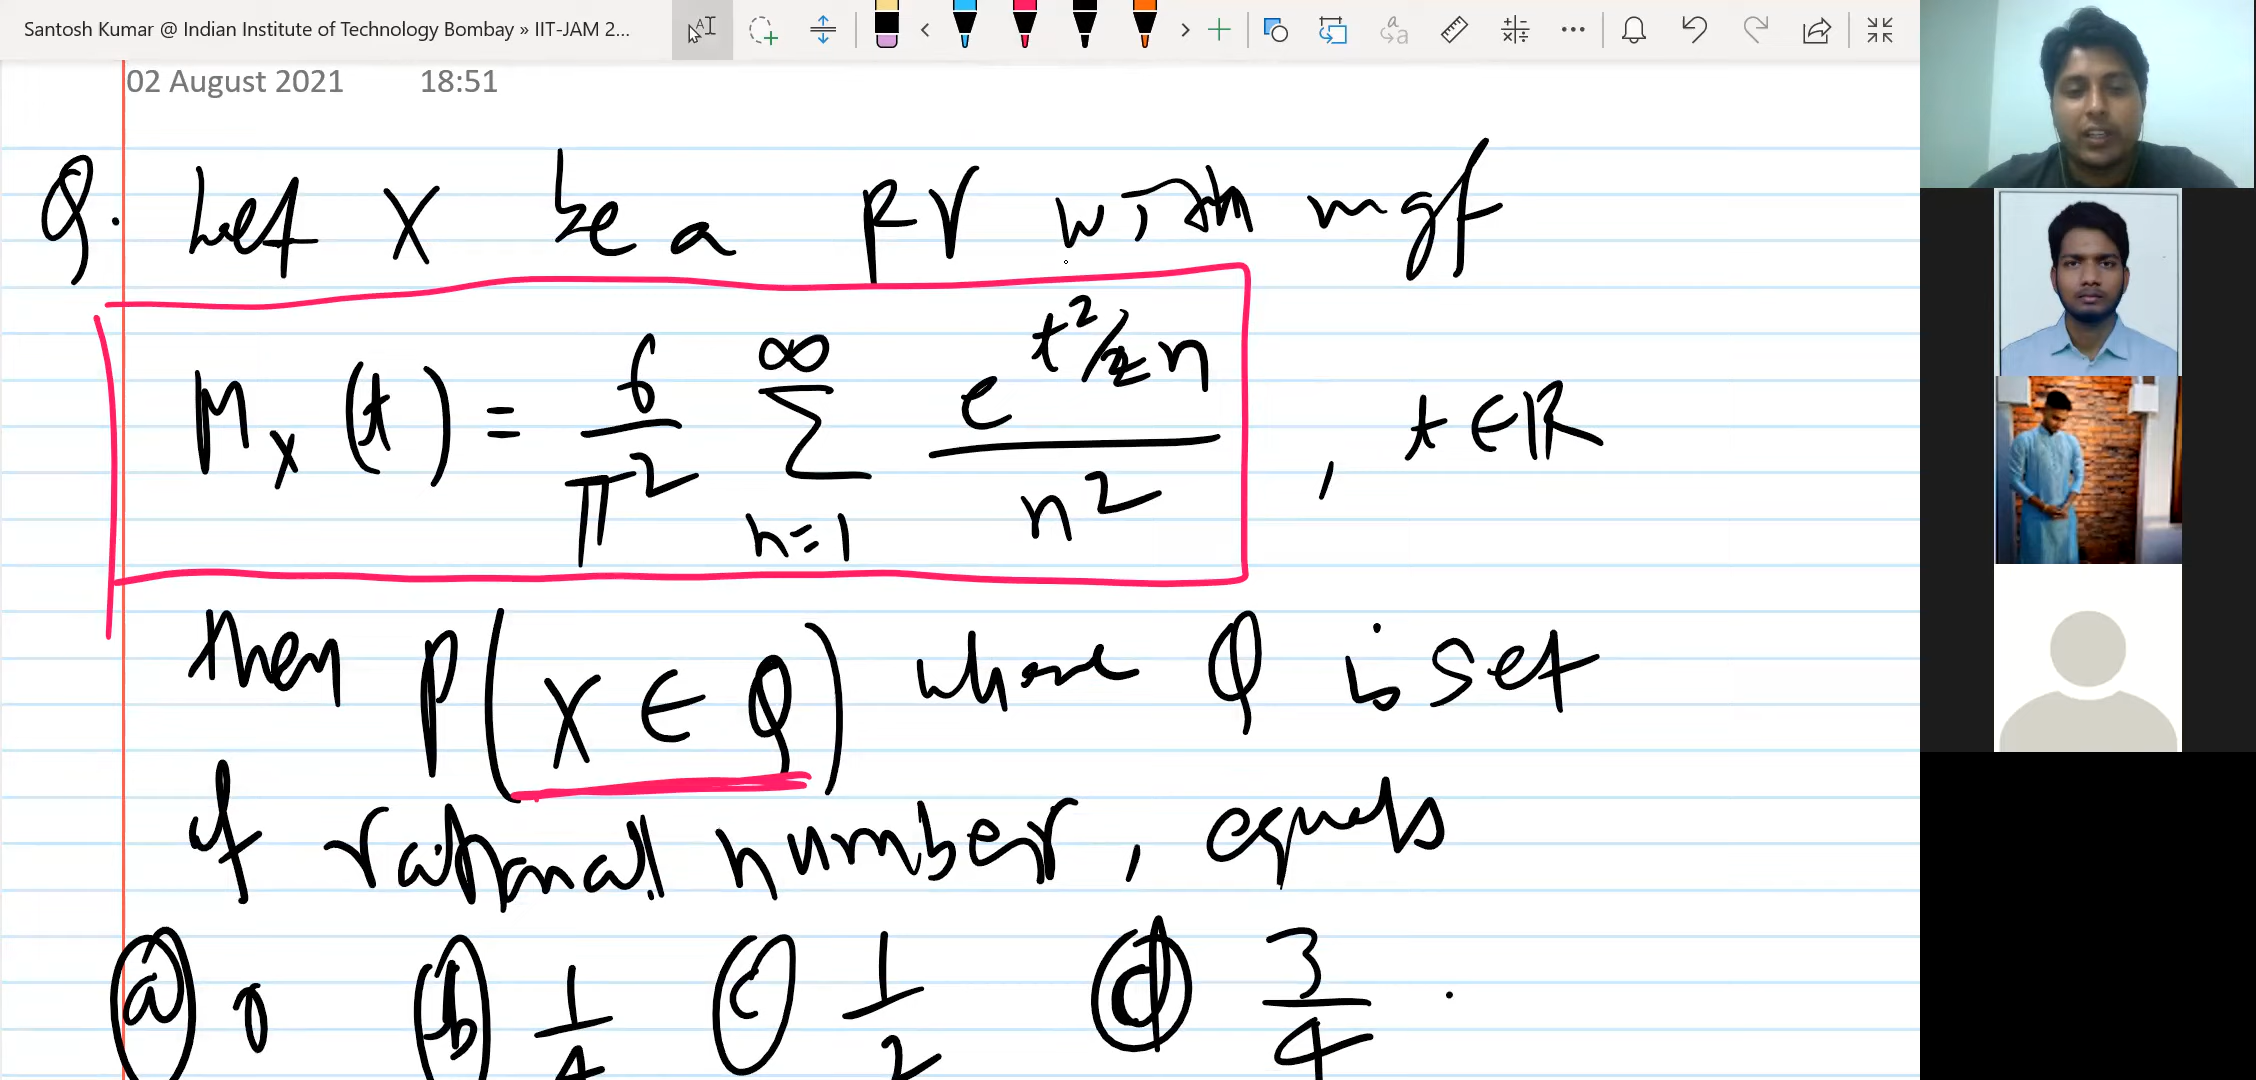 Santosh Kumar @ Indian Institute of Technology Bombay » IIT-JAM 2...
02 August 2021 18:51
Q. Let X be a rv with mgf
M_X (t) = 6/π² ∑_{n=1}^{∞} e^{t²/2n}/n² , t ∈ R
then P(X ∈ Q) where Q is set
of rational number, equals
(a) 0 (b) 1/4 (c) 1/2 (d) 3/4 .